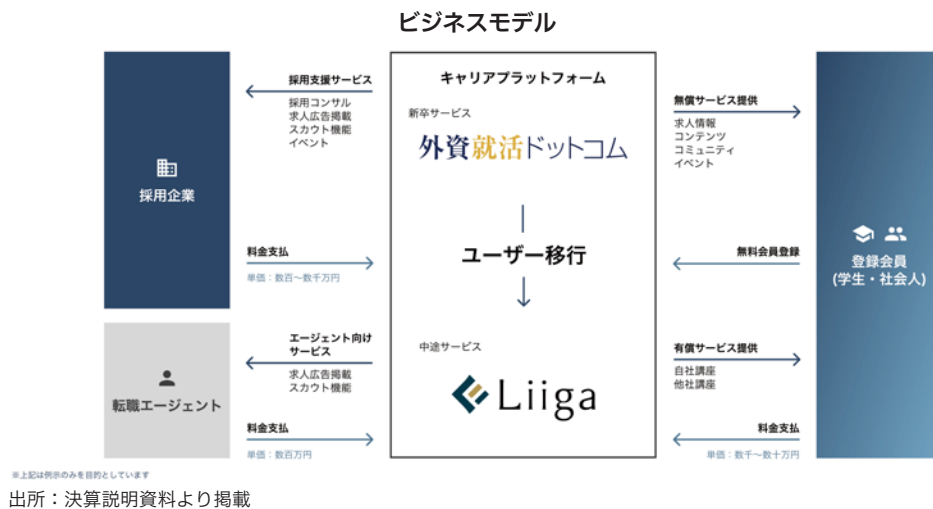 ビジネスモデル
採用企業
転職エージェント
採用支援サービス
採用コンサル
求人広告掲載
スカウト機能
イベント
料金支払
単価：数百〜数千万円
エージェント向け
サービス
求人広告掲載
スカウト機能
料金支払
単価：数百万円
キャリアプラットフォーム
新卒サービス
外資就活ドットコム
ユーザー移行
中途サービス
Liiga
無償サービス提供
求人情報
コンテンツ
コミュニティ
イベント
無料会員登録
有償サービス提供
自社講座
他社講座
料金支払
単価：数千〜数十万円
登録会員
(学生・社会人)
※上記は例示のみを目的としています
出所：決算説明資料より掲載